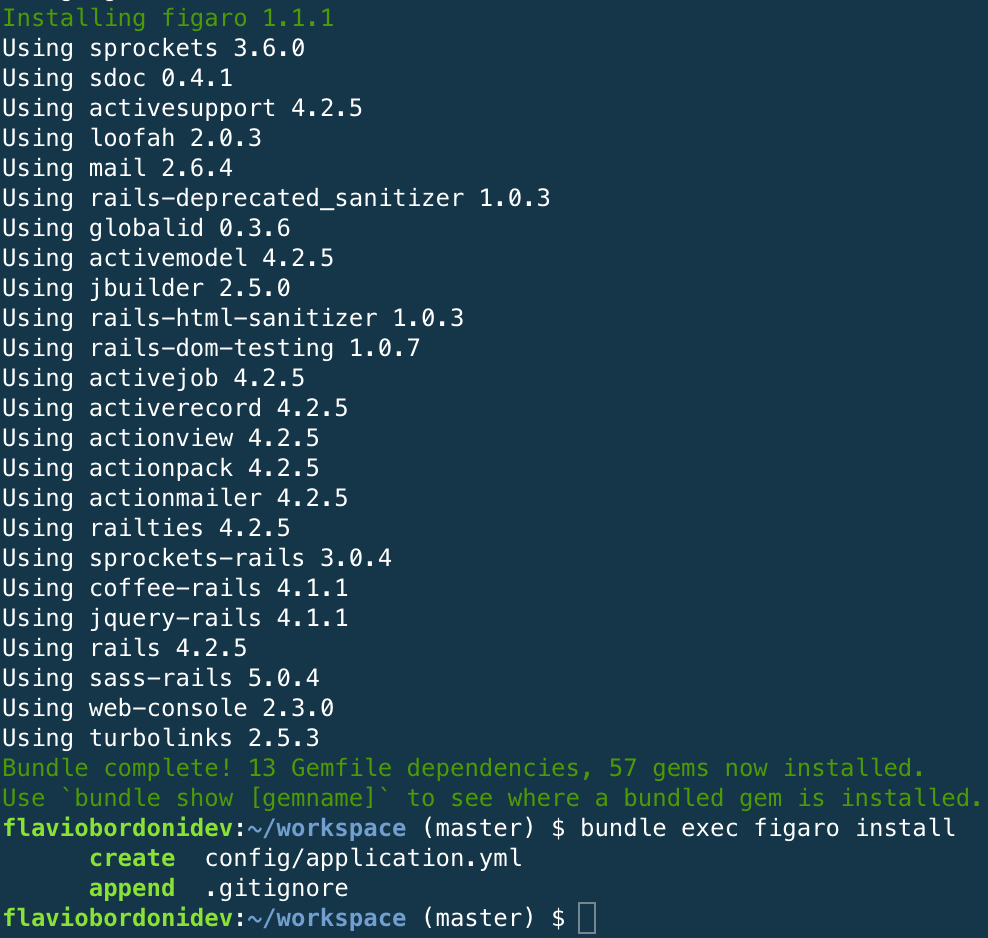 Installing figaro 1.1.1
Using sprockets 3.6.0
Using sdoc 0.4.1
Using activesupport 4.2.5
Using loofah 2.0.3
Using mail 2.6.4
Using rails-deprecated_sanitizer 1.0.3
Using globalid 0.3.6
Using activemodel 4.2.5
Using jbuilder 2.5.0
Using rails-html-sanitizer 1.0.3
Using rails-dom-testing 1.0.7
Using activejob 4.2.5
Using activerecord 4.2.5
Using actionview 4.2.5
Using actionpack 4.2.5
Using actionmailer 4.2.5
Using railties 4.2.5
Using sprockets-rails 3.0.4
Using coffee-rails 4.1.1
Using jquery-rails 4.1.1
Using rails 4.2.5
Using sass-rails 5.0.4
Using web-console 2.3.0
Using turbolinks 2.5.3
Bundle complete! 13 Gemfile dependencies, 57 gems now installed.
Use `bundle show [gemname]` to see where a bundled gem is installed.
flaviobordonidev:~/workspace (master) $ bundle exec figaro install
      create  config/application.yml
      append  .gitignore
flaviobordonidev:~/workspace (master) $